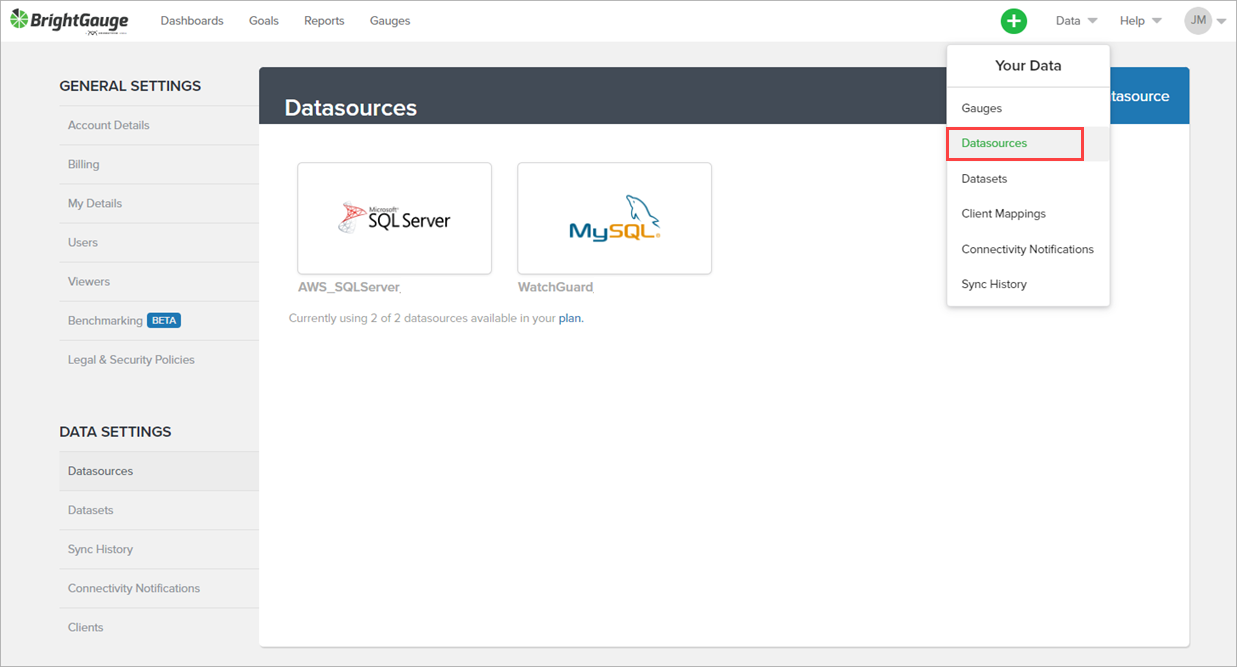 BrightGauge
Dashboards
Goals
Reports
Gauges
Data
Help
JM
Your Data
Gauges
Datasources
Datasets
Client Mappings
Connectivity Notifications
Sync History
GENERAL SETTINGS
Account Details
Billing
My Details
Users
Viewers
Benchmarking BETA
Legal & Security Policies
DATA SETTINGS
Datasources
Datasets
Sync History
Connectivity Notifications
Clients
Datasources
tasource
Microsoft
SQL Server
MySQL
AWS_SQLServer
WatchGuard
Currently using 2 of 2 datasources available in your plan.